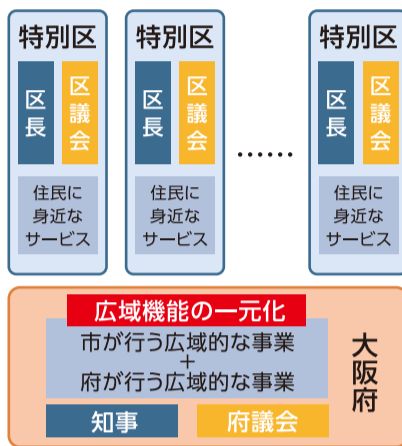 特別区
区長
区議会
住民に
身近な
サービス
特別区
区長
区議会
住民に
身近な
サービス
……
特別区
区長
区議会
住民に
身近な
サービス
広域機能の一元化
市が行う広域的な事業
+
府が行う広域的な事業
知事
府議会
大阪府